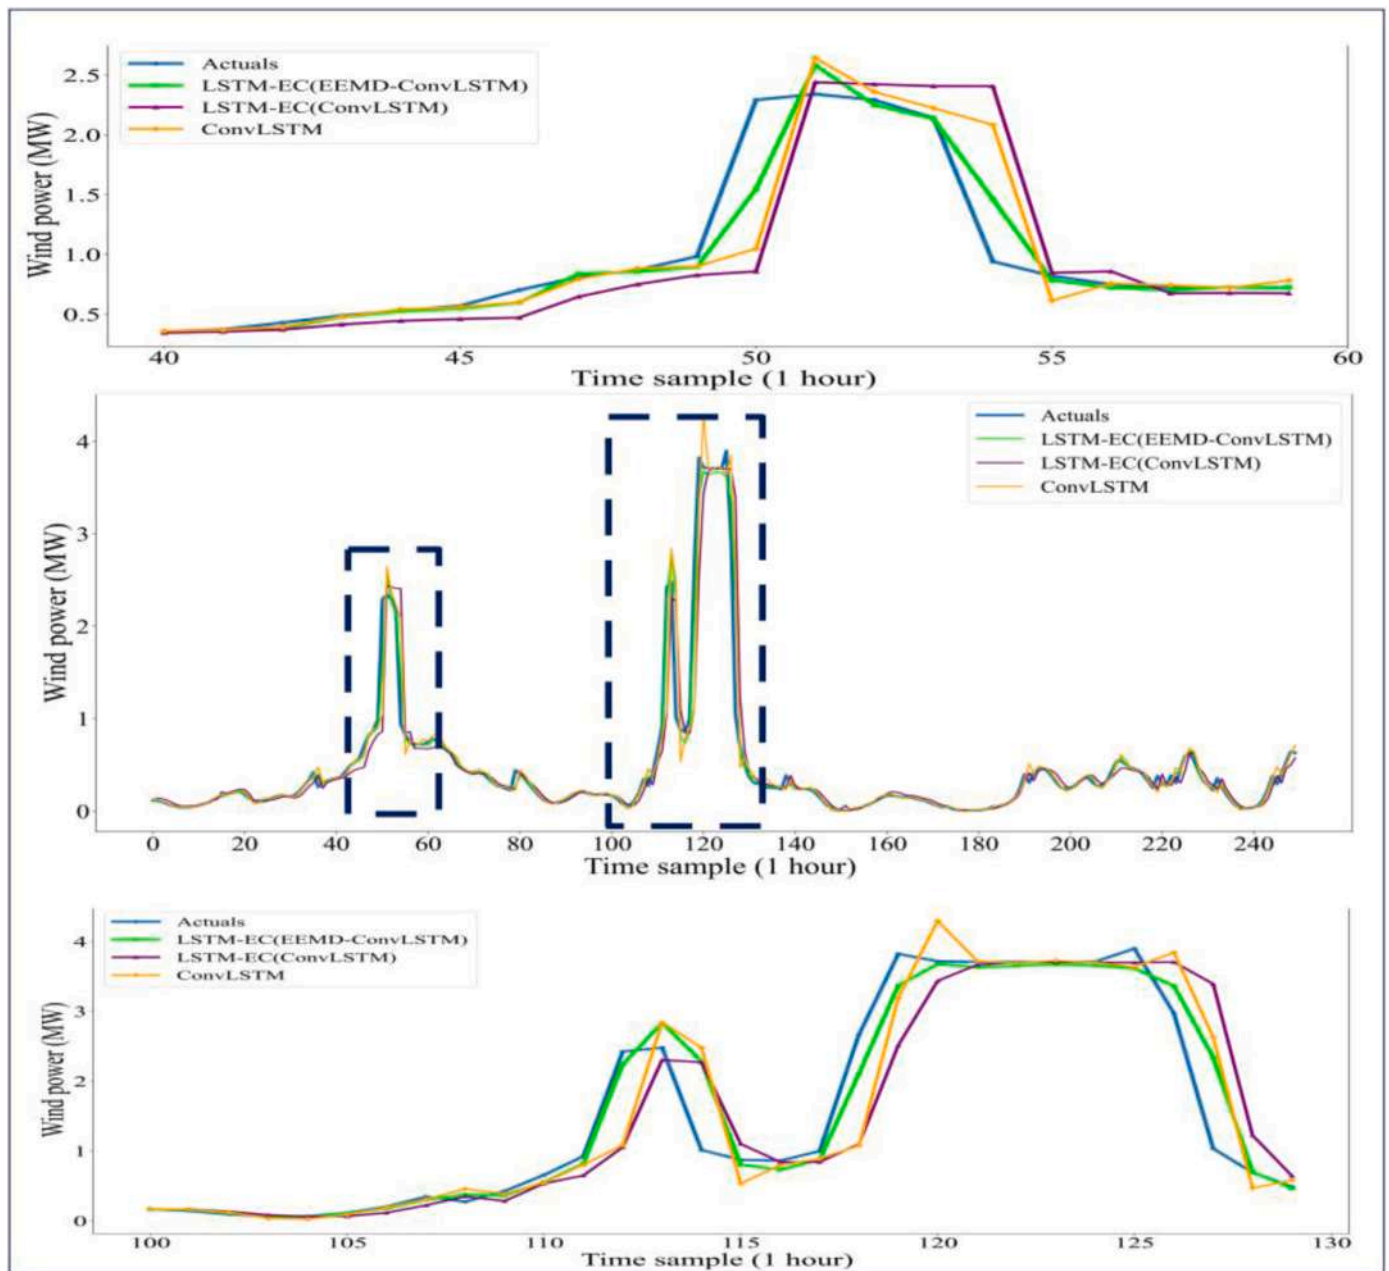 Actuals
LSTM-EC(EEMD-ConvLSTM)
LSTM-EC(ConvLSTM)
ConvLSTM
Wind power (MW)
2.5
2.0
1.5
1.0
0.5
40 45 50 55 60
Time sample (1 hour)
Actuals
LSTM-EC(EEMD-ConvLSTM)
LSTM-EC(ConvLSTM)
ConvLSTM
Wind power (MW)
4
3
2
1
0
0 20 40 60 80 100 120 140 160 180 200 220 240
Time sample (1 hour)
Actuals
LSTM-EC(EEMD-ConvLSTM)
LSTM-EC(ConvLSTM)
ConvLSTM
Wind power (MW)
4
3
2
1
0
100 105 110 115 120 125 130
Time sample (1 hour)